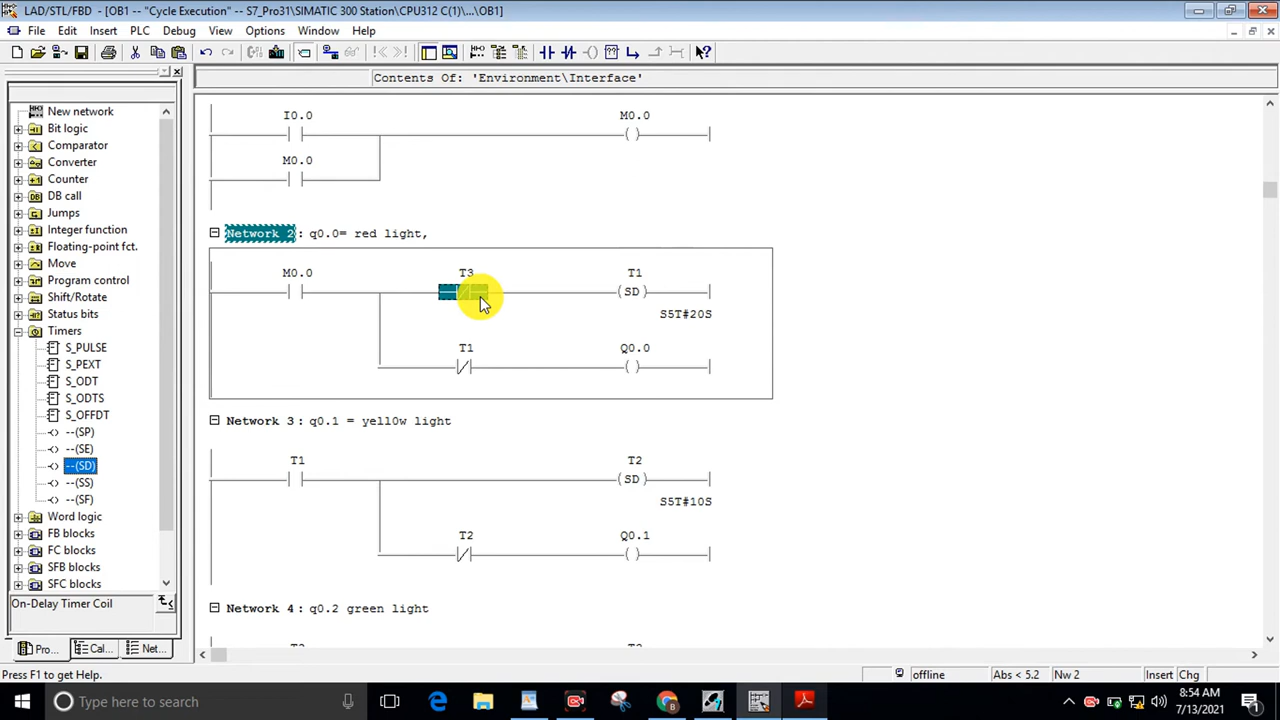 LAD/STL/FBD - [OB1 -- "Cycle Execution" -- S7_Pro31\SIMATIC 300 Station\CPU312 C(1)\...\OB1]
File Edit Insert PLC Debug View Options Window Help
Contents Of: 'Environment\Interface'
New network
Bit logic
Comparator
Converter
Counter
DB call
Jumps
Integer function
Floating-point fct.
Move
Program control
Shift/Rotate
Status bits
Timers
S_PULSE
S_PEXT
S_ODT
S_ODTS
S_OFFDT
--(SP)
--(SE)
--(SD)
--(SS)
--(SF)
Word logic
FB blocks
FC blocks
SFB blocks
SFC blocks
On-Delay Timer Coil
Pro... Cal... Net...
I0.0 M0.0
M0.0
Network 2: q0.0= red light,
M0.0 T3 T1
(SD)
S5T#20S
T1 Q0.0
Network 3: q0.1 = yell0w light
T1 T2
(SD)
S5T#10S
T2 Q0.1
Network 4: q0.2 green light
Press F1 to get Help. offline Abs < 5.2 Nw 2 Insert Chg
Type here to search
8:54 AM
7/13/2021